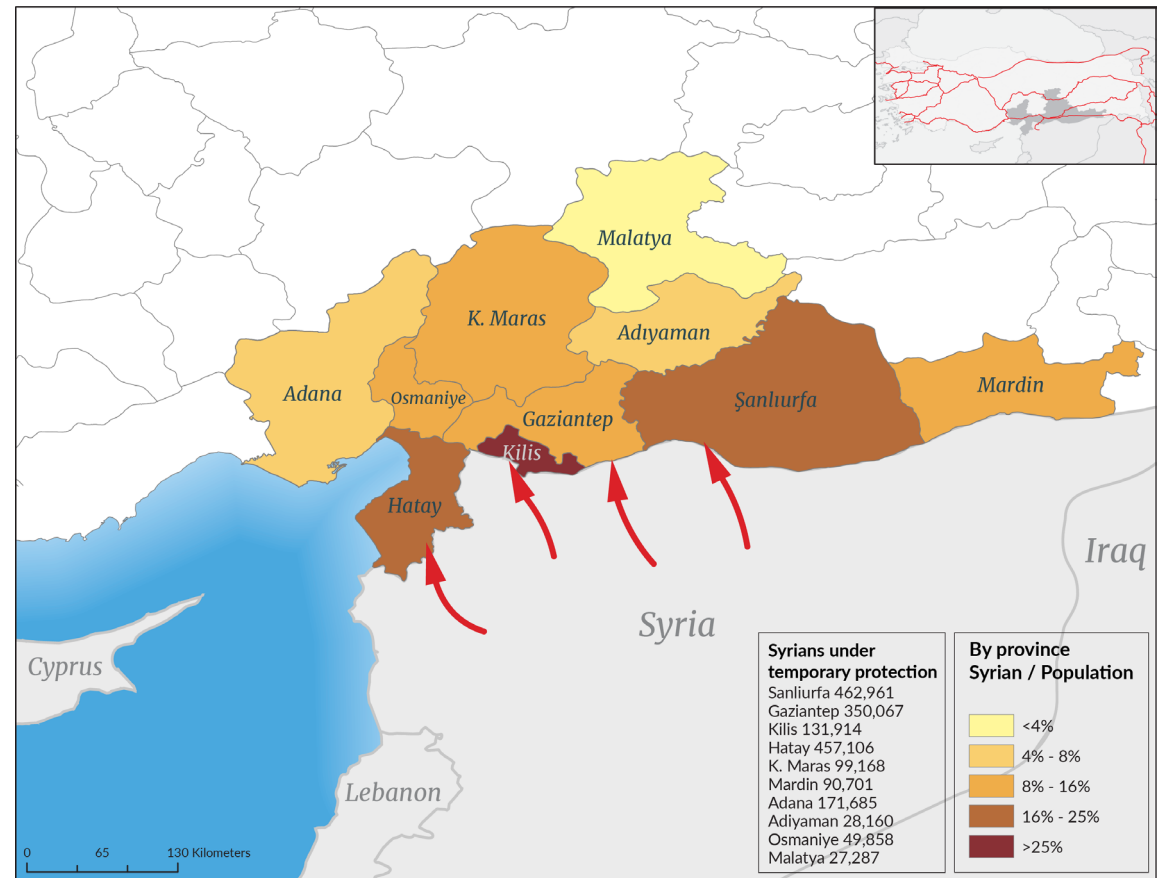 Malatya
K. Maras
Adıyaman
Adana
Osmaniye
Gaziantep
Şanlıurfa
Mardin
Kilis
Hatay
Iraq
Syria
Cyprus
Lebanon
0 65 130 Kilometers
Syrians under
temporary protection
Sanliurfa 462,961
Gaziantep 350,067
Kilis 131,914
Hatay 457,106
K. Maras 99,168
Mardin 90,701
Adana 171,685
Adiyaman 28,160
Osmaniye 49,858
Malatya 27,287
By province
Syrian / Population
<4%
4% - 8%
8% - 16%
16% - 25%
>25%